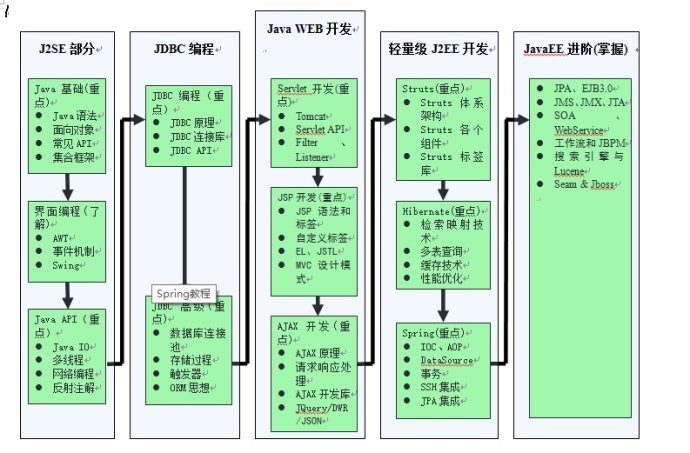 J2SE 部分
Java 基础(重
点)
Java 语法
面向对象
常见 API
集合框架
界面编程(了
解)
AWT
事件机制
Swing
Java API（重
点）
Java IO
多线程
网络编程
反射注解
JDBC 编程
JDBC 编程（重
点）
JDBC 原理
JDBC 连接库
JDBC API
Spring教程
JDBC 高级(重
点)
数据库连接
池
存储过程
触发器
ORM 思想
Java WEB 开发
Servlet 开发(重
点)
Tomcat
Servlet API
Filter 、
Listener
JSP 开发(重点)
JSP 语法和
标签
自定义标签
EL、JSTL
MVC 设计模
式
AJAX 开发(重
点)
AJAX 原理
请求响应处
理
AJAX 开发库
JQuery/DWR
/JSON
轻量级 J2EE 开发
Struts(重点)
Struts 体系
架构
Struts 各个
组件
Struts 标签
库
Hibernate(重点)
检索映射技
术
多表查询
缓存技术
性能优化
Spring(重点)
IOC、AOP
DataSource
事务
SSH 集成
JPA 集成
JavaEE 进阶(掌握)
JPA、EJB3.0
JMS、JMX、JTA
SOA 、
WebService
工作流和 JBPM
搜索引擎与
Lucene
Seam & Jboss